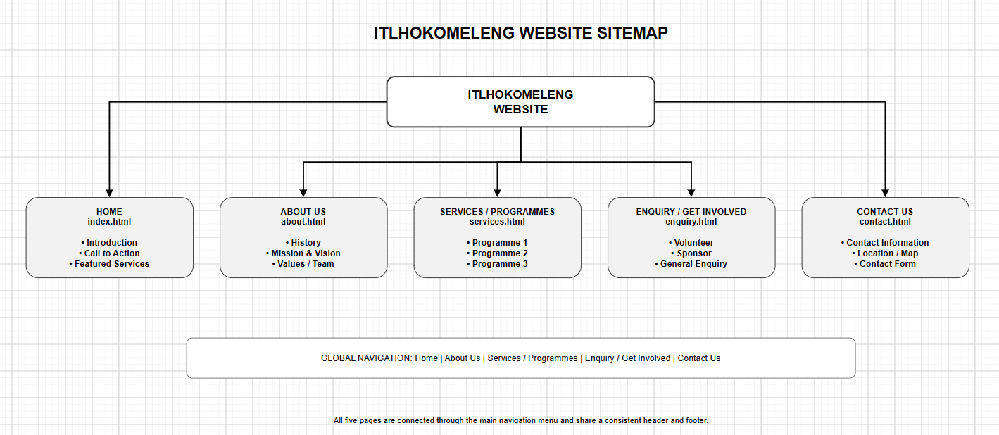 ITLHOKOMELENG WEBSITE SITEMAP
ITLHOKOMELENG
WEBSITE
HOME
index.html
• Introduction
• Call to Action
• Featured Services
ABOUT US
about.html
• History
• Mission & Vision
• Values / Team
SERVICES / PROGRAMMES
services.html
• Programme 1
• Programme 2
• Programme 3
ENQUIRY / GET INVOLVED
enquiry.html
• Volunteer
• Sponsor
• General Enquiry
CONTACT US
contact.html
• Contact Information
• Location / Map
• Contact Form
GLOBAL NAVIGATION: Home | About Us | Services / Programmes | Enquiry / Get Involved | Contact Us
All five pages are connected through the main navigation menu and share a consistent header and footer.